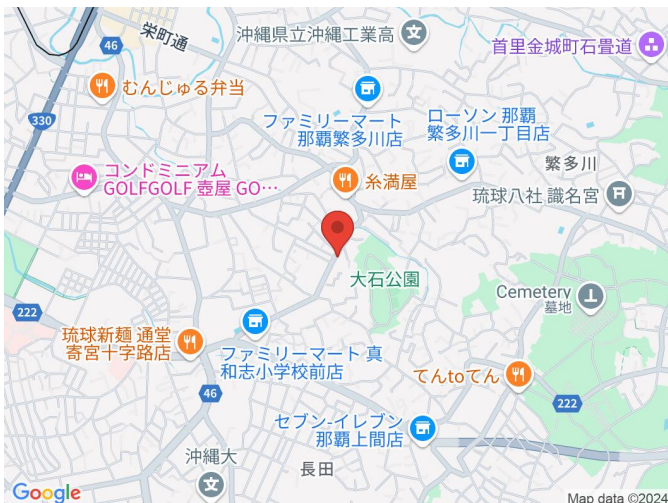 46
栄町通
沖縄県立沖縄工業高
首里金城町石畳道
むんじゅる弁当
330
ファミリーマート
那覇繁多川店
ローソン 那覇
繁多川一丁目店
コンドミニアム
GOLFGOLF 壺屋 GO…
糸満屋
繁多川
琉球八社 識名宮
大石公園
Cemetery
墓地
222
琉球新麺 通堂
寄宮十字路店
ファミリーマート 真
和志小学校前店
てんtoてん
46
222
セブン-イレブン
那覇上間店
沖縄大
長田
Google
Map data ©2024